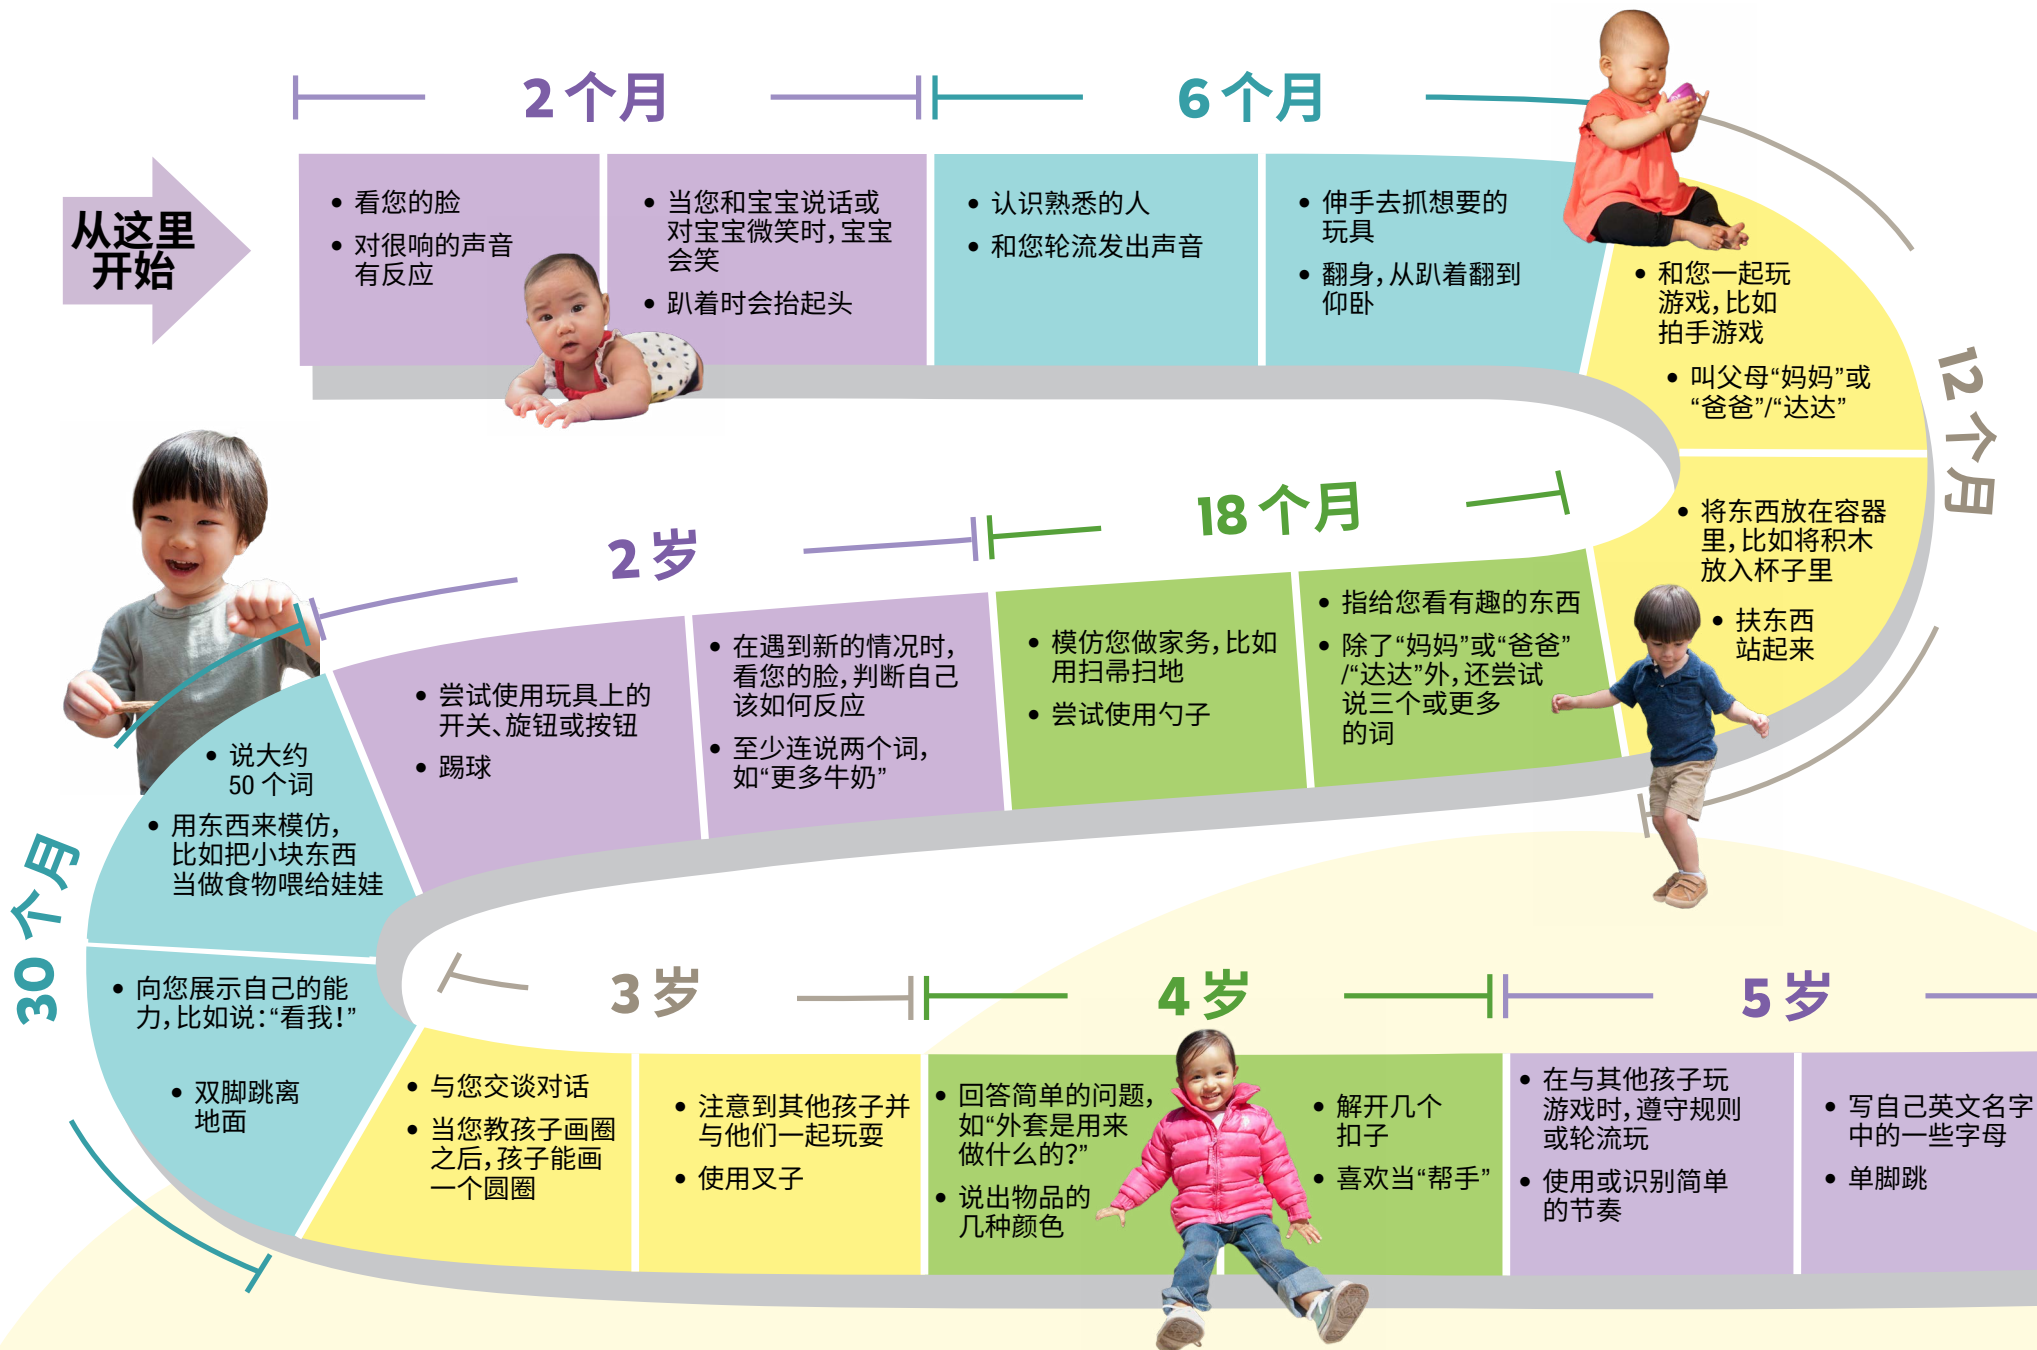 从这里
开始
2 个月
• 看您的脸
• 对很响的声音
有反应
• 当您和宝宝说话或
对宝宝微笑时，宝宝
会笑
• 趴着时会抬起头
6 个月
• 认识熟悉的人
• 和您轮流发出声音
• 伸手去抓想要的
玩具
• 翻身，从趴着翻到
仰卧
12 个月
• 和您一起玩
游戏，比如
拍手游戏
• 叫父母“妈妈”或
“爸爸”/“达达”
• 将东西放在容器
里，比如将积木
放入杯子里
• 扶东西
站起来
18 个月
• 指给您看有趣的东西
• 除了“妈妈”或“爸爸”
/“达达”外，还尝试
说三个或更多
的词
• 模仿您做家务，比如
用扫帚扫地
• 尝试使用勺子
2 岁
• 在遇到新的情况时，
看您的脸，判断自己
该如何反应
• 至少连说两个词，
如“更多牛奶”
• 尝试使用玩具上的
开关、旋钮或按钮
• 踢球
30 个月
• 说大约
50 个词
• 用东西来模仿，
比如把小块东西
当做食物喂给娃娃
• 向您展示自己的能
力，比如说：“看我！”
• 双脚跳离
地面
3 岁
• 与您交谈对话
• 当您教孩子画圈
之后，孩子能画
一个圆圈
• 注意到其他孩子并
与他们一起玩耍
• 使用叉子
4 岁
• 回答简单的问题，
如“外套是用来
做什么的？”
• 说出物品的
几种颜色
• 解开几个
扣子
• 喜欢当“帮手”
5 岁
• 在与其他孩子玩
游戏时，遵守规则
或轮流玩
• 使用或识别简单
的节奏
• 写自己英文名字
中的一些字母
• 单脚跳